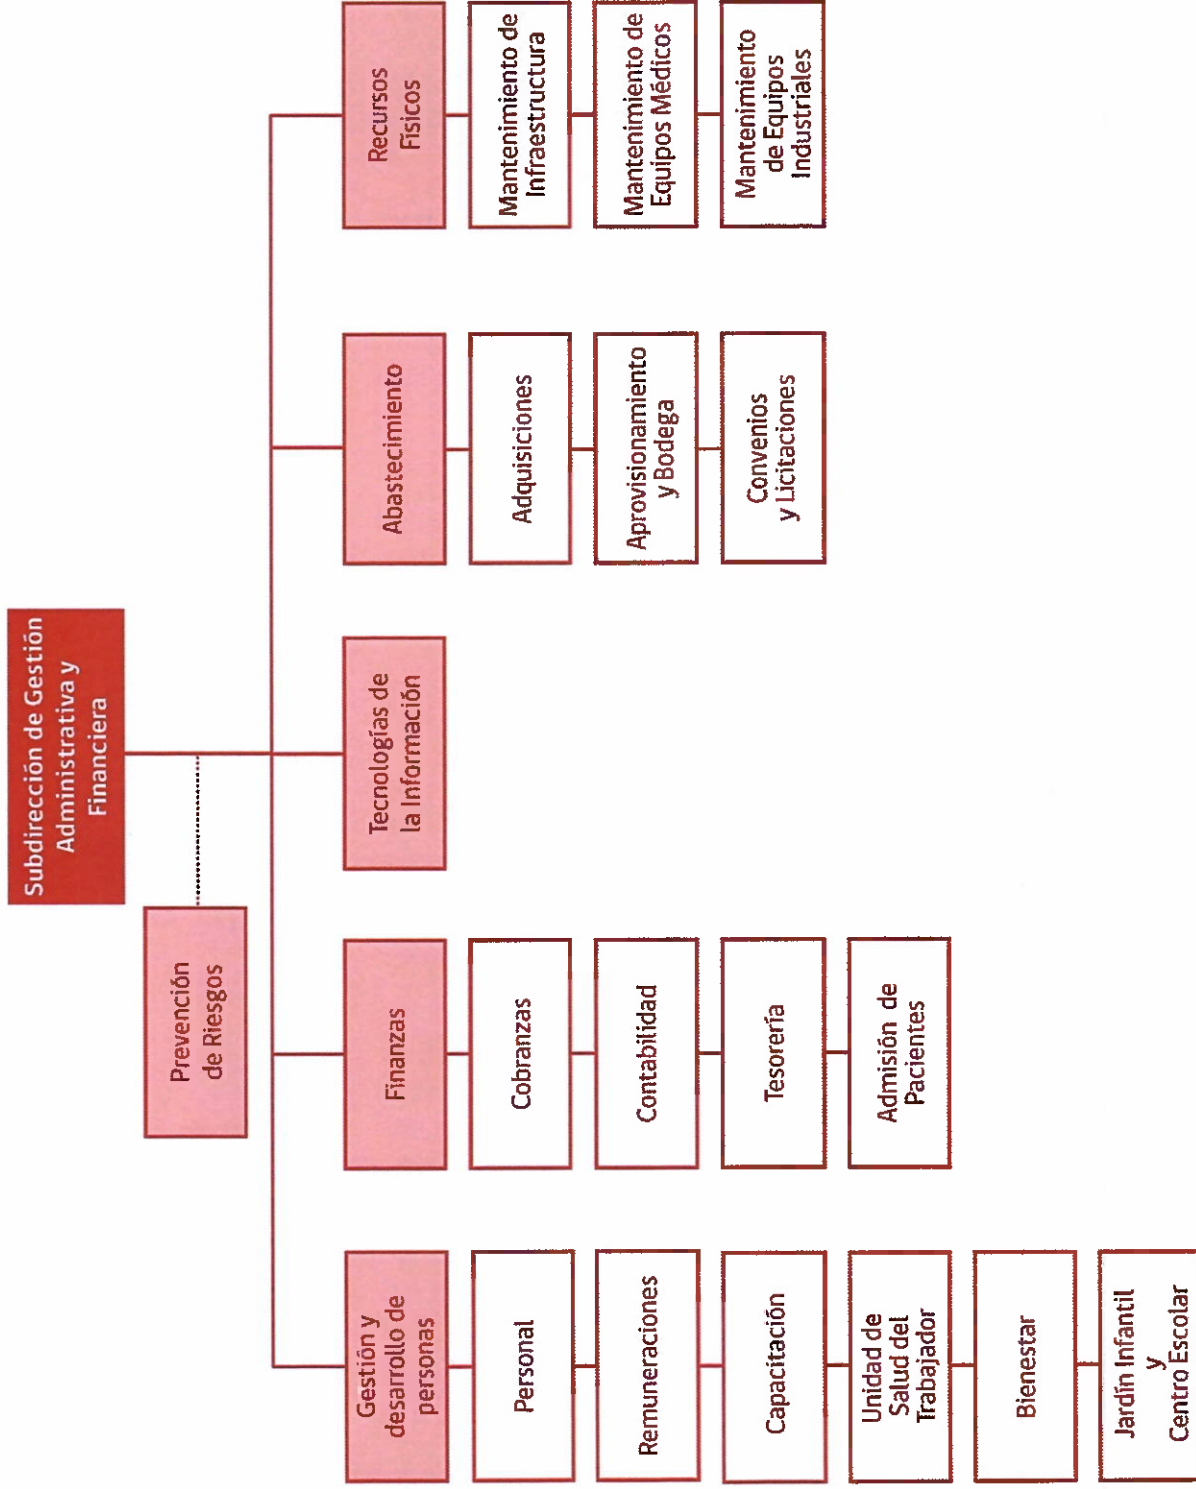 Subdirección de Gestión
Administrativa y
Financiera
Prevención
de Riesgos
Gestión y
desarrollo de
personas
Personal
Remuneraciones
Capacitación
Unidad de
Salud del
Trabajador
Bienestar
Jardín Infantil
y
Centro Escolar
Finanzas
Cobranzas
Contabilidad
Tesorería
Admisión de
Pacientes
Tecnologías de
la Información
Abastecimiento
Adquisiciones
Aprovisionamiento
y Bodega
Convenios
y Licitaciones
Recursos
Físicos
Mantenimiento de
Infraestructura
Mantenimiento de
Equipos Médicos
Mantenimiento
de Equipos
Industriales